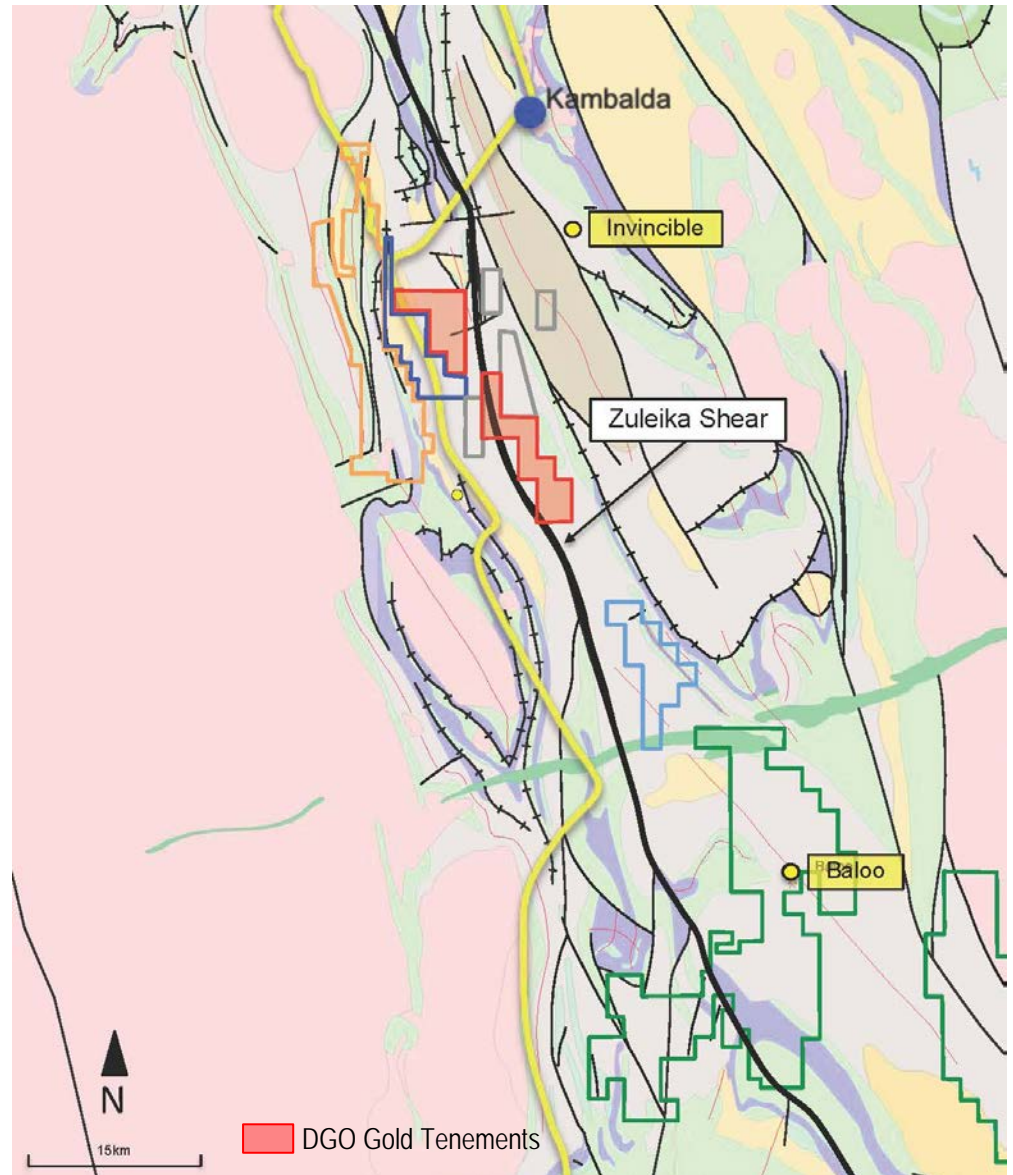 Kambalda
Invincible
Zuleika Shear
Baloo
N
15km
DGO Gold Tenements